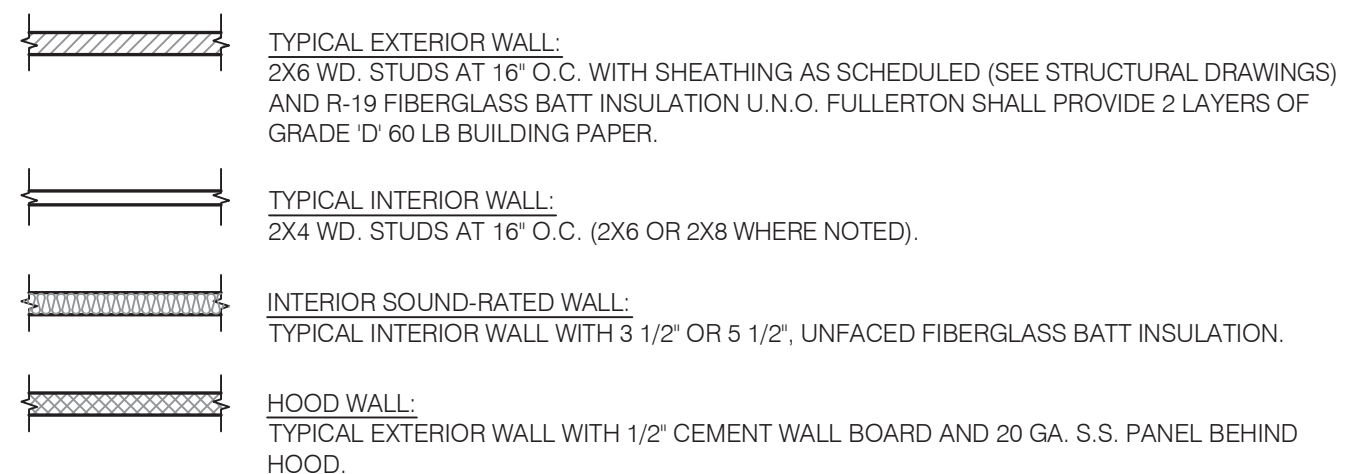 TYPICAL EXTERIOR WALL:
2X6 WD. STUDS AT 16" O.C. WITH SHEATHING AS SCHEDULED (SEE STRUCTURAL DRAWINGS)
AND R-19 FIBERGLASS BATT INSULATION U.N.O. FULLERTON SHALL PROVIDE 2 LAYERS OF
GRADE 'D' 60 LB BUILDING PAPER.
TYPICAL INTERIOR WALL:
2X4 WD. STUDS AT 16" O.C. (2X6 OR 2X8 WHERE NOTED).
INTERIOR SOUND-RATED WALL:
TYPICAL INTERIOR WALL WITH 3 1/2" OR 5 1/2", UNFACED FIBERGLASS BATT INSULATION.
HOOD WALL:
TYPICAL EXTERIOR WALL WITH 1/2" CEMENT WALL BOARD AND 20 GA. S.S. PANEL BEHIND
HOOD.